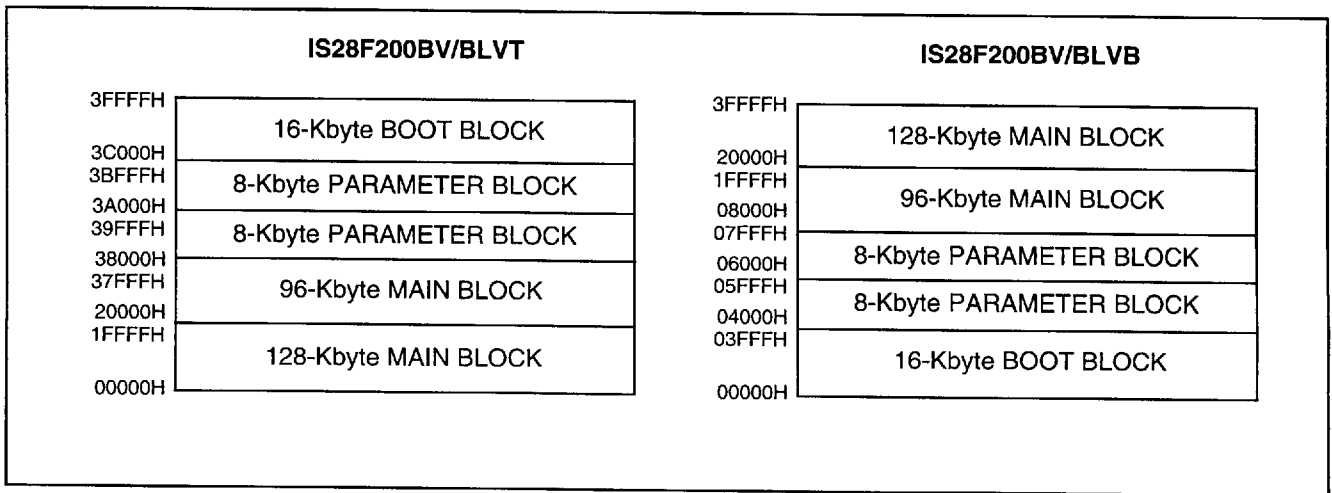 IS28F200BV/BLVT
3FFFFH
16-Kbyte BOOT BLOCK
3C000H
3BFFFH
8-Kbyte PARAMETER BLOCK
3A000H
39FFFH
8-Kbyte PARAMETER BLOCK
38000H
37FFFH
96-Kbyte MAIN BLOCK
20000H
1FFFFH
128-Kbyte MAIN BLOCK
00000H
IS28F200BV/BLVB
3FFFFH
128-Kbyte MAIN BLOCK
20000H
1FFFFH
96-Kbyte MAIN BLOCK
08000H
07FFFH
8-Kbyte PARAMETER BLOCK
06000H
05FFFH
8-Kbyte PARAMETER BLOCK
04000H
03FFFH
16-Kbyte BOOT BLOCK
00000H